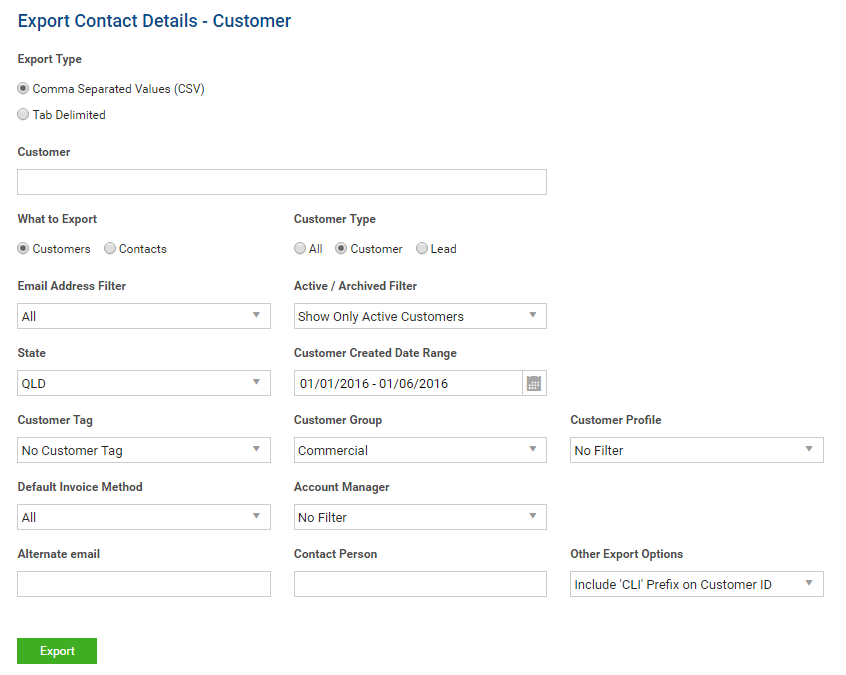 Export Contact Details - Customer
Export Type
Comma Separated Values (CSV)
Tab Delimited
Customer
What to Export Customer Type
Customers Contacts All Customer Lead
Email Address Filter Active / Archived Filter
All Show Only Active Customers
State Customer Created Date Range
QLD 01/01/2016 - 01/06/2016
Customer Tag Customer Group Customer Profile
No Customer Tag Commercial No Filter
Default Invoice Method Account Manager
All No Filter
Alternate email Contact Person Other Export Options
Include 'CLI' Prefix on Customer ID
Export